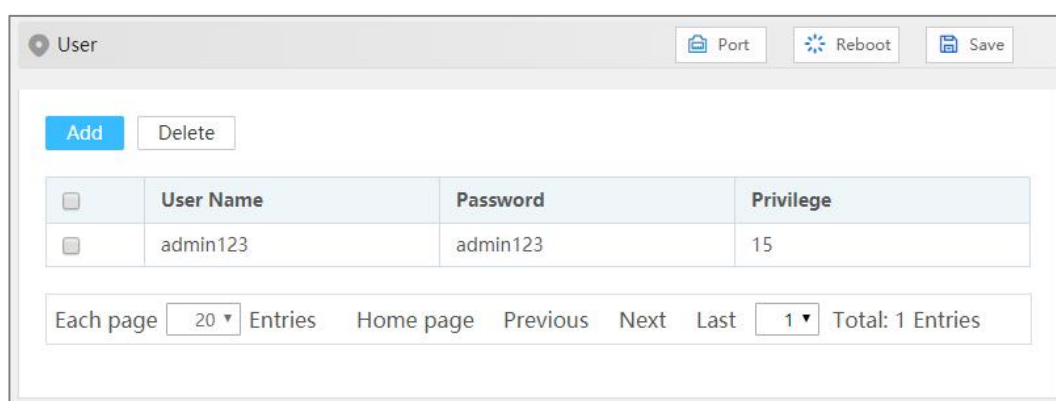 User Port Reboot Save
Add Delete
User Name Password Privilege
admin123 admin123 15
Each page 20 Entries Home page Previous Next Last 1 Total: 1 Entries